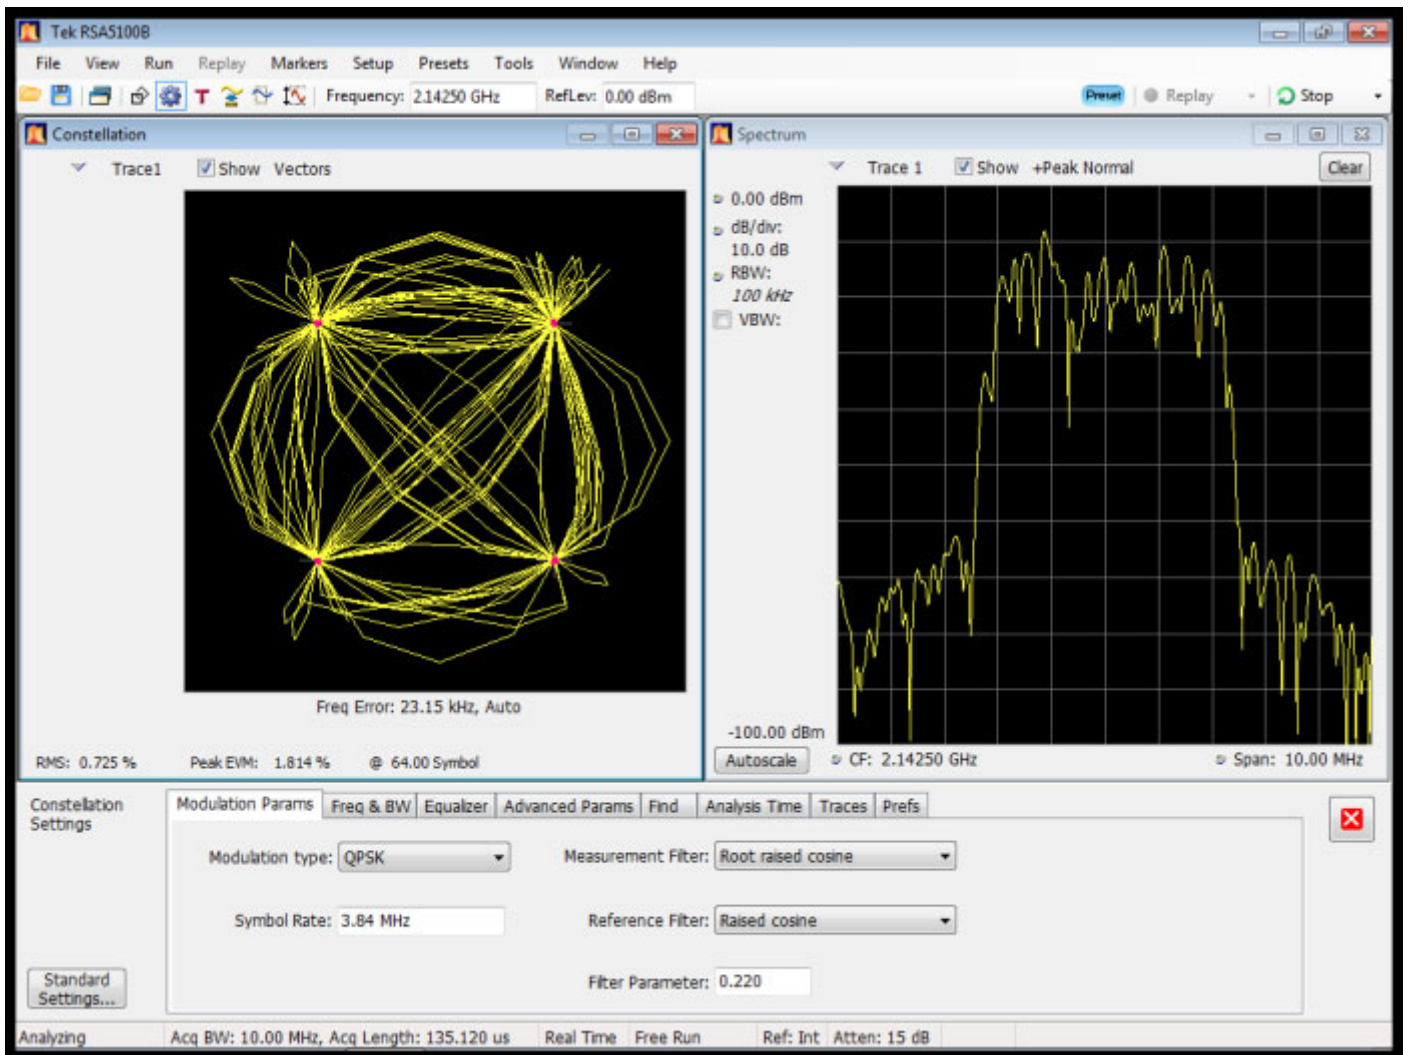 Tek RSA5100B
File View Run Replay Markers Setup Presets Tools Window Help
Frequency: 2.14250 GHz RefLev: 0.00 dBm Preset Replay Stop
Constellation
Trace1 Show Vectors
Freq Error: 23.15 kHz, Auto
RMS: 0.725 % Peak EVM: 1.814 % @ 64.00 Symbol
Spectrum
Trace 1 Show +Peak Normal Clear
0.00 dBm
dB/div:
10.0 dB
RBW:
100 kHz
VBW:
-100.00 dBm
Autoscale CF: 2.14250 GHz Span: 10.00 MHz
Constellation
Settings
Modulation Params Freq & BW Equalizer Advanced Params Find Analysis Time Traces Prefs
Modulation type: QPSK Measurement Filter: Root raised cosine
Symbol Rate: 3.84 MHz Reference Filter: Raised cosine
Filter Parameter: 0.220
Standard
Settings...
Analyzing Acq BW: 10.00 MHz, Acq Length: 135.120 us Real Time Free Run Ref: Int Atten: 15 dB